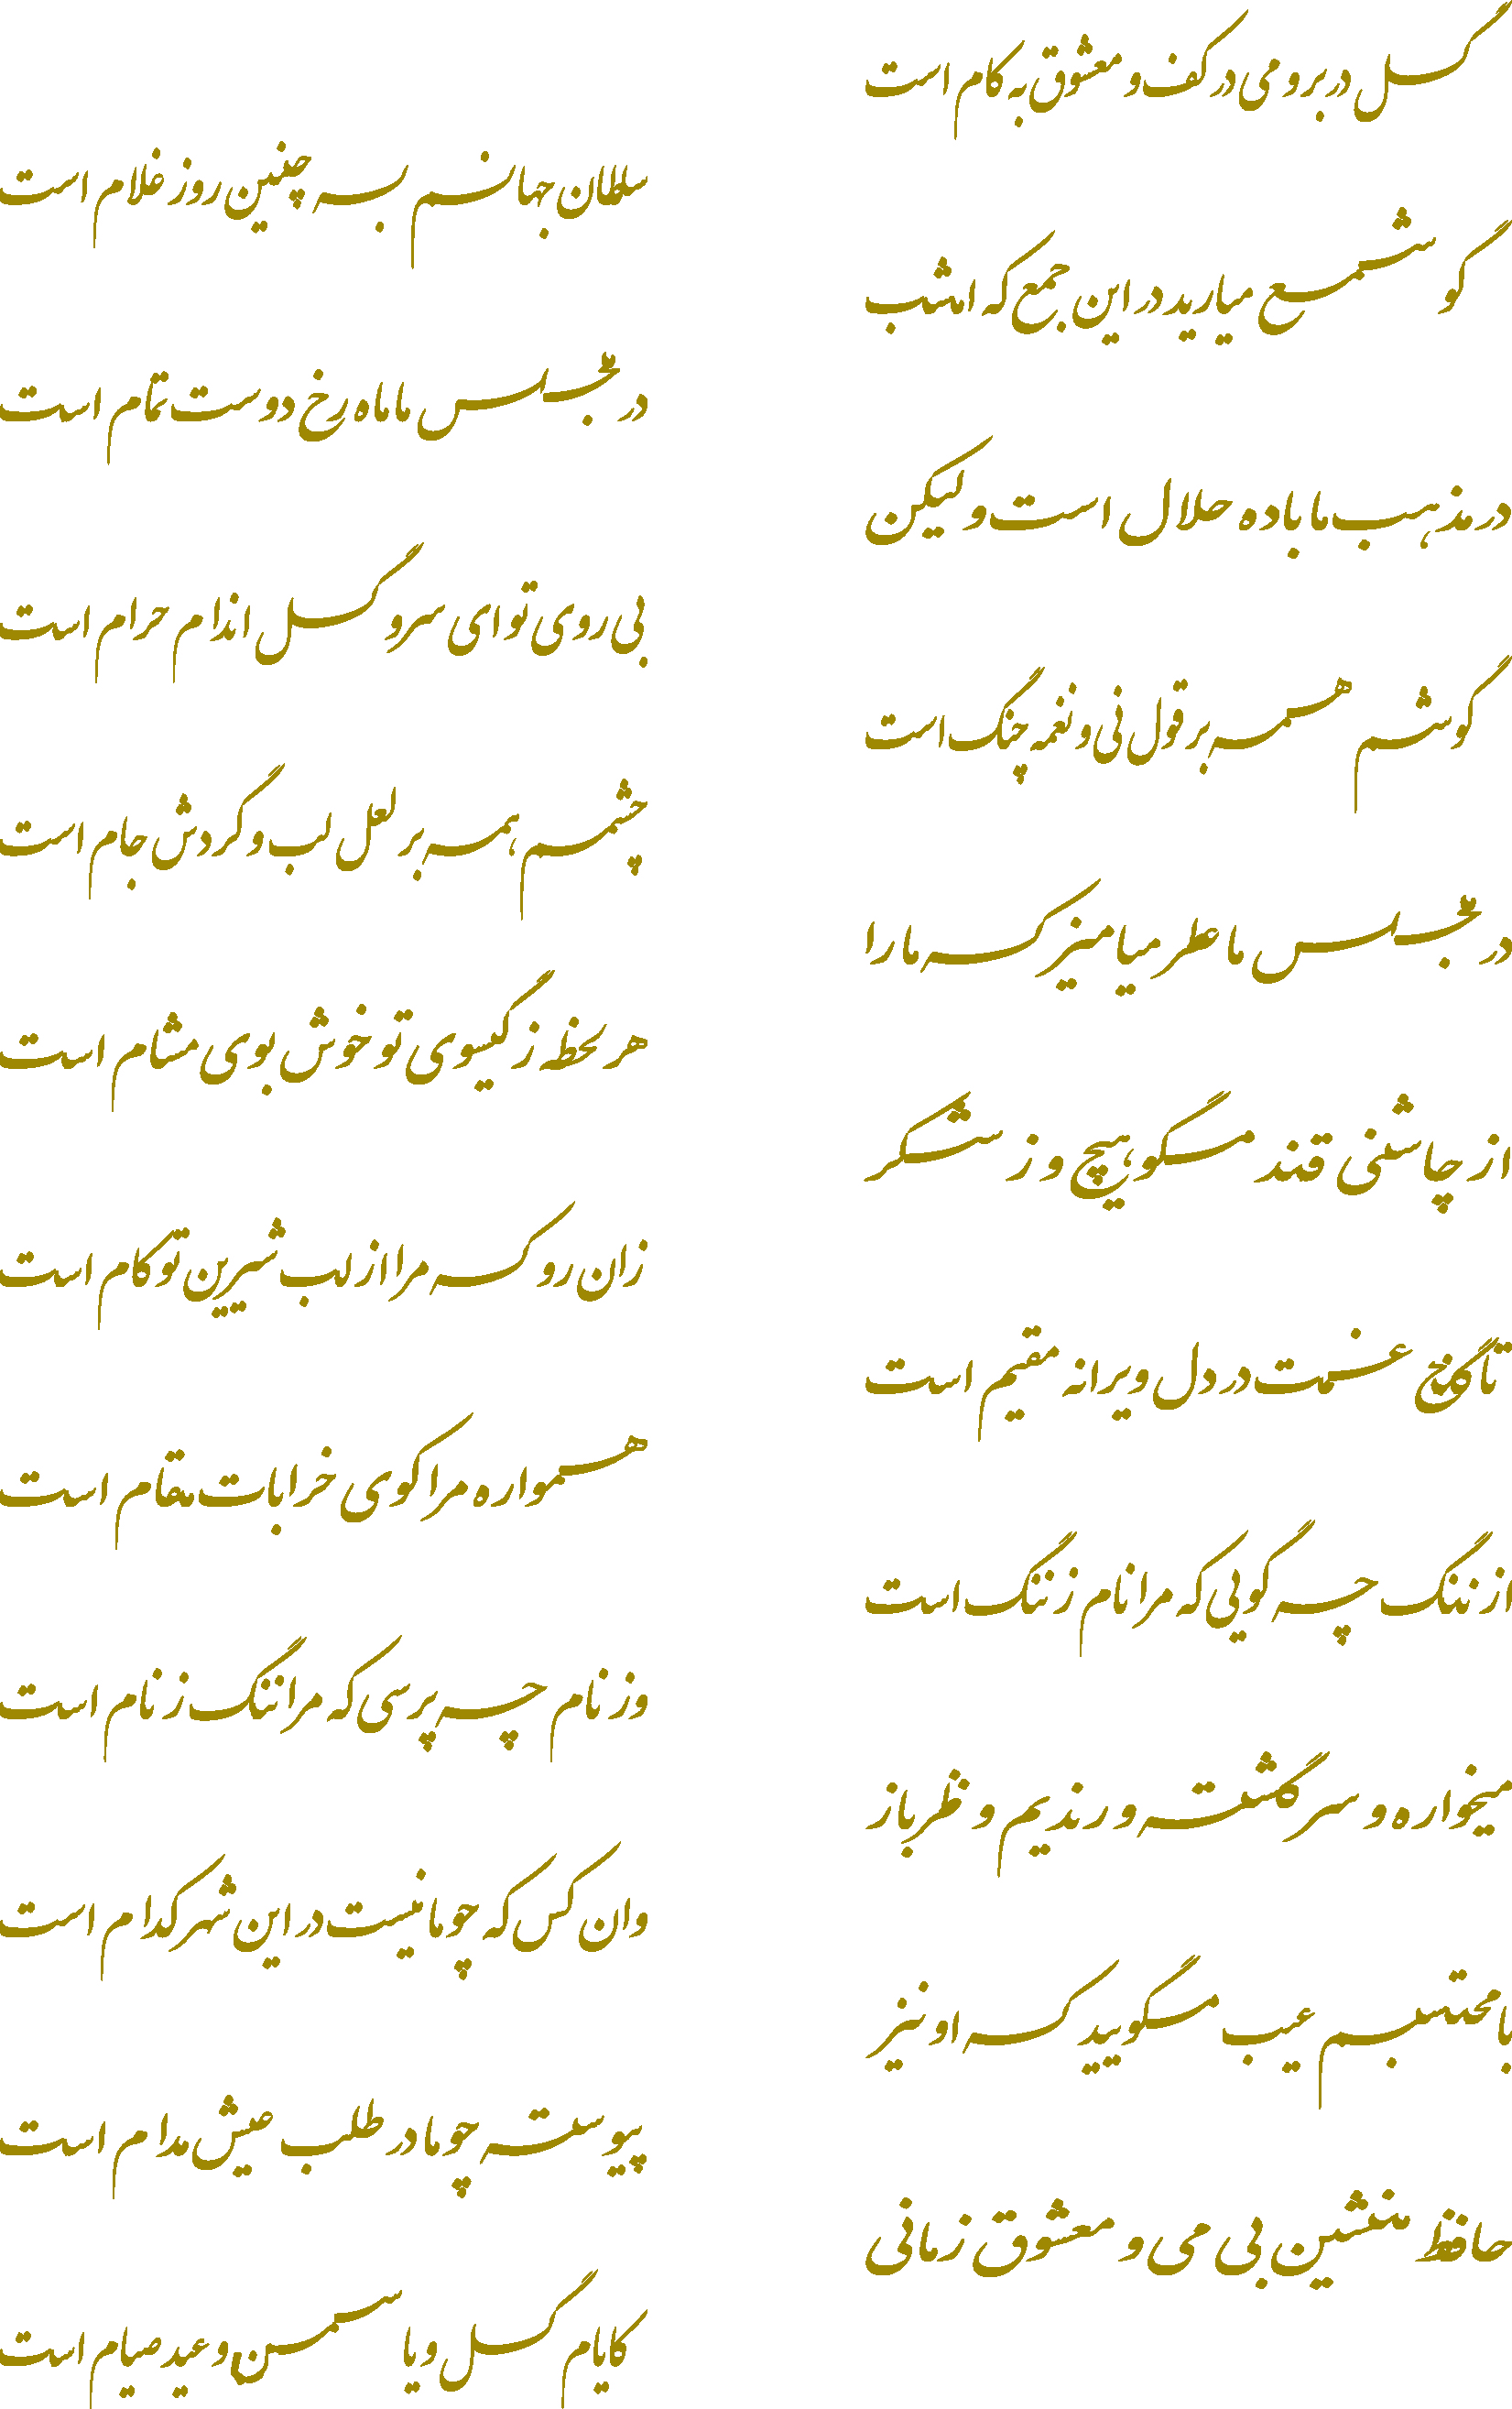 گل در بر و می در کف و معشوق به کام است
سلطان جهانم به چنین روز غلام است
گو شمع میارید در این جمع که امشب
در مجلس ما ماه رخ دوست تمام است
در مذهب ما باده حلال است ولیکن
بی روی تو ای سرو گل اندام حرام است
گوشم همه بر قول نی و نغمه چنگ است
چشمم همه بر لعل لب و گردش جام است
در مجلس ما عطر میامیز که ما را
هر لحظه ز گیسوی تو خوش بوی مشام است
از چاشنی قند مگو هیچ و ز شکر
زان رو که مرا از لب شیرین تو کام است
تا گنج غمت در دل ویرانه مقیم است
همواره مرا کوی خرابات مقام است
از ننگ چه گویی که مرا نام ز ننگ است
وز نام چه پرسی که مرا ننگ ز نام است
میخواره و سرگشته و رندیم و نظرباز
وان کس که چو ما نیست در این شهر کدام است
با محتسبم عیب مگویید که او نیز
پیوسته چو ما در طلب عیش مدام است
حافظ منشین بی می و معشوق زمانی
کایام گل و یاسمن و عید صیام است